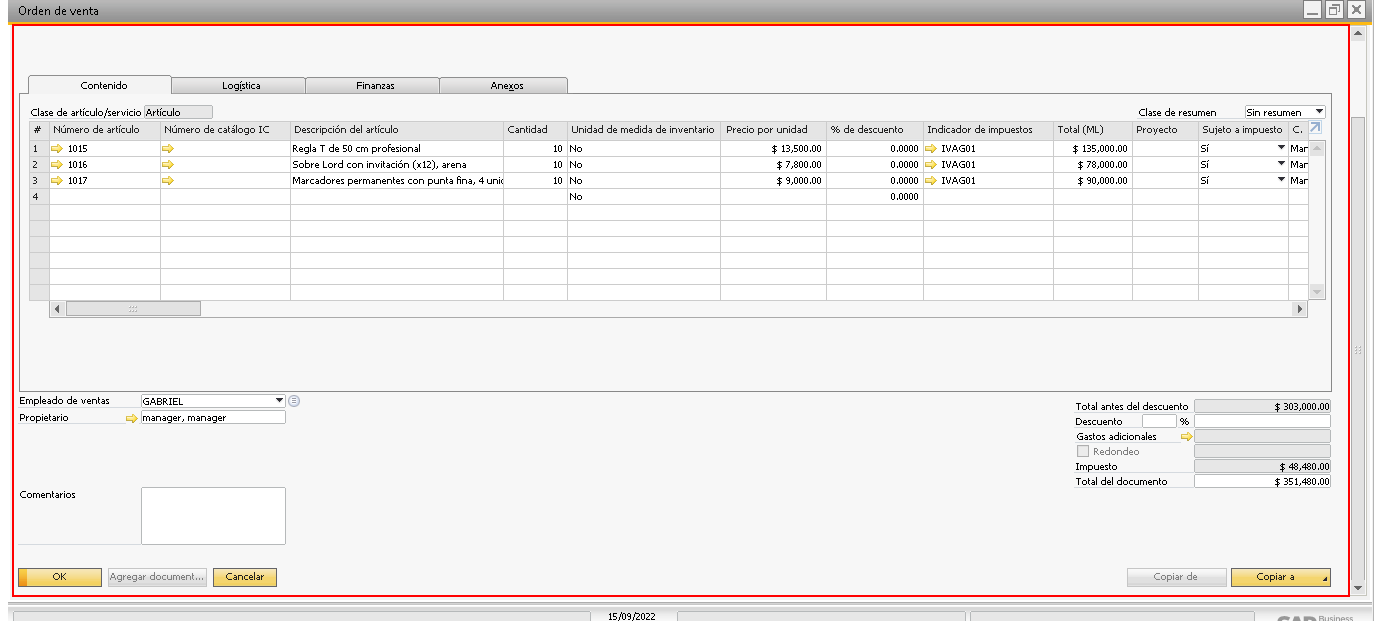 Orden de venta
Contenido Logística Finanzas Anexos
Clase de artículo/servicio Artículo Clase de resumen Sin resumen
# Número de artículo Número de catálogo IC Descripción del artículo Cantidad Unidad de medida de inventario Precio por unidad % de descuento Indicador de impuestos Total (ML) Proyecto Sujeto a impuesto C.
1 1015 Regla T de 50 cm profesional 10 No $ 13,500.00 0.0000 IVAG01 $ 135,000.00 Sí Mar
2 1016 Sobre Lord con invitación (x12), arena 10 No $ 7,800.00 0.0000 IVAG01 $ 78,000.00 Sí Mar
3 1017 Marcadores permanentes con punta fina, 4 unid 10 No $ 9,000.00 0.0000 IVAG01 $ 90,000.00 Sí Mar
4 No 0.0000
Empleado de ventas GABRIEL
Propietario manager, manager
Total antes del descuento $ 303,000.00
Descuento %
Gastos adicionales
Redondeo
Impuesto $ 48,480.00
Total del documento $ 351,480.00
Comentarios
OK Agregar document... Cancelar Copiar de Copiar a
15/09/2022 SAP Business